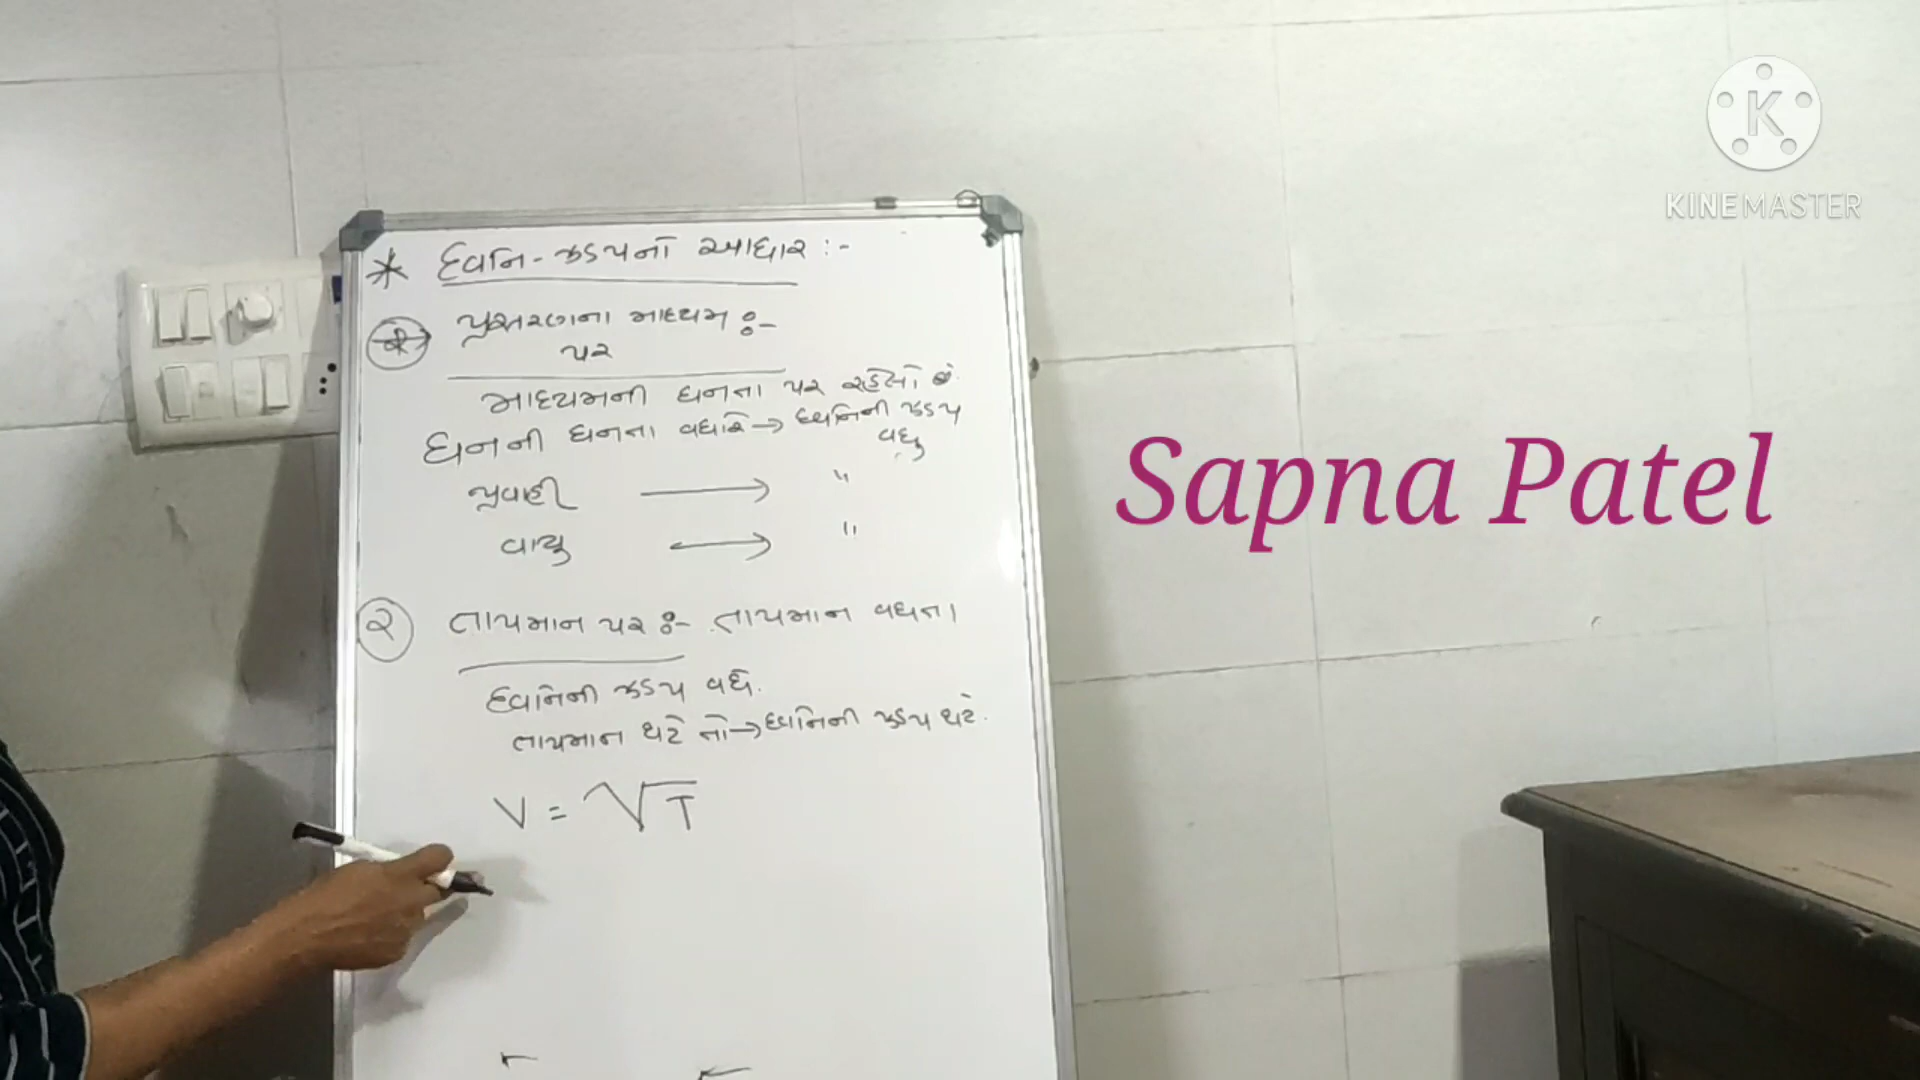 * ધ્વનિ-ઝડપનો આધાર :-
પ્રસરણના માધ્યમ :-
પર
માધ્યમની ઘનતા પર રહેલો છે.
ઘનની ઘનતા વધારે → ધ્વનિની ઝડપ
વધુ
પ્રવાહી → "
વાયુ → "
૨ તાપમાન પર :- તાપમાન વધતા
ધ્વનિની ઝડપ વધે.
તાપમાન ઘટે તો → ધ્વનિની ઝડપ ઘટે.
V = √T
Sapna Patel
K
KINEMASTER